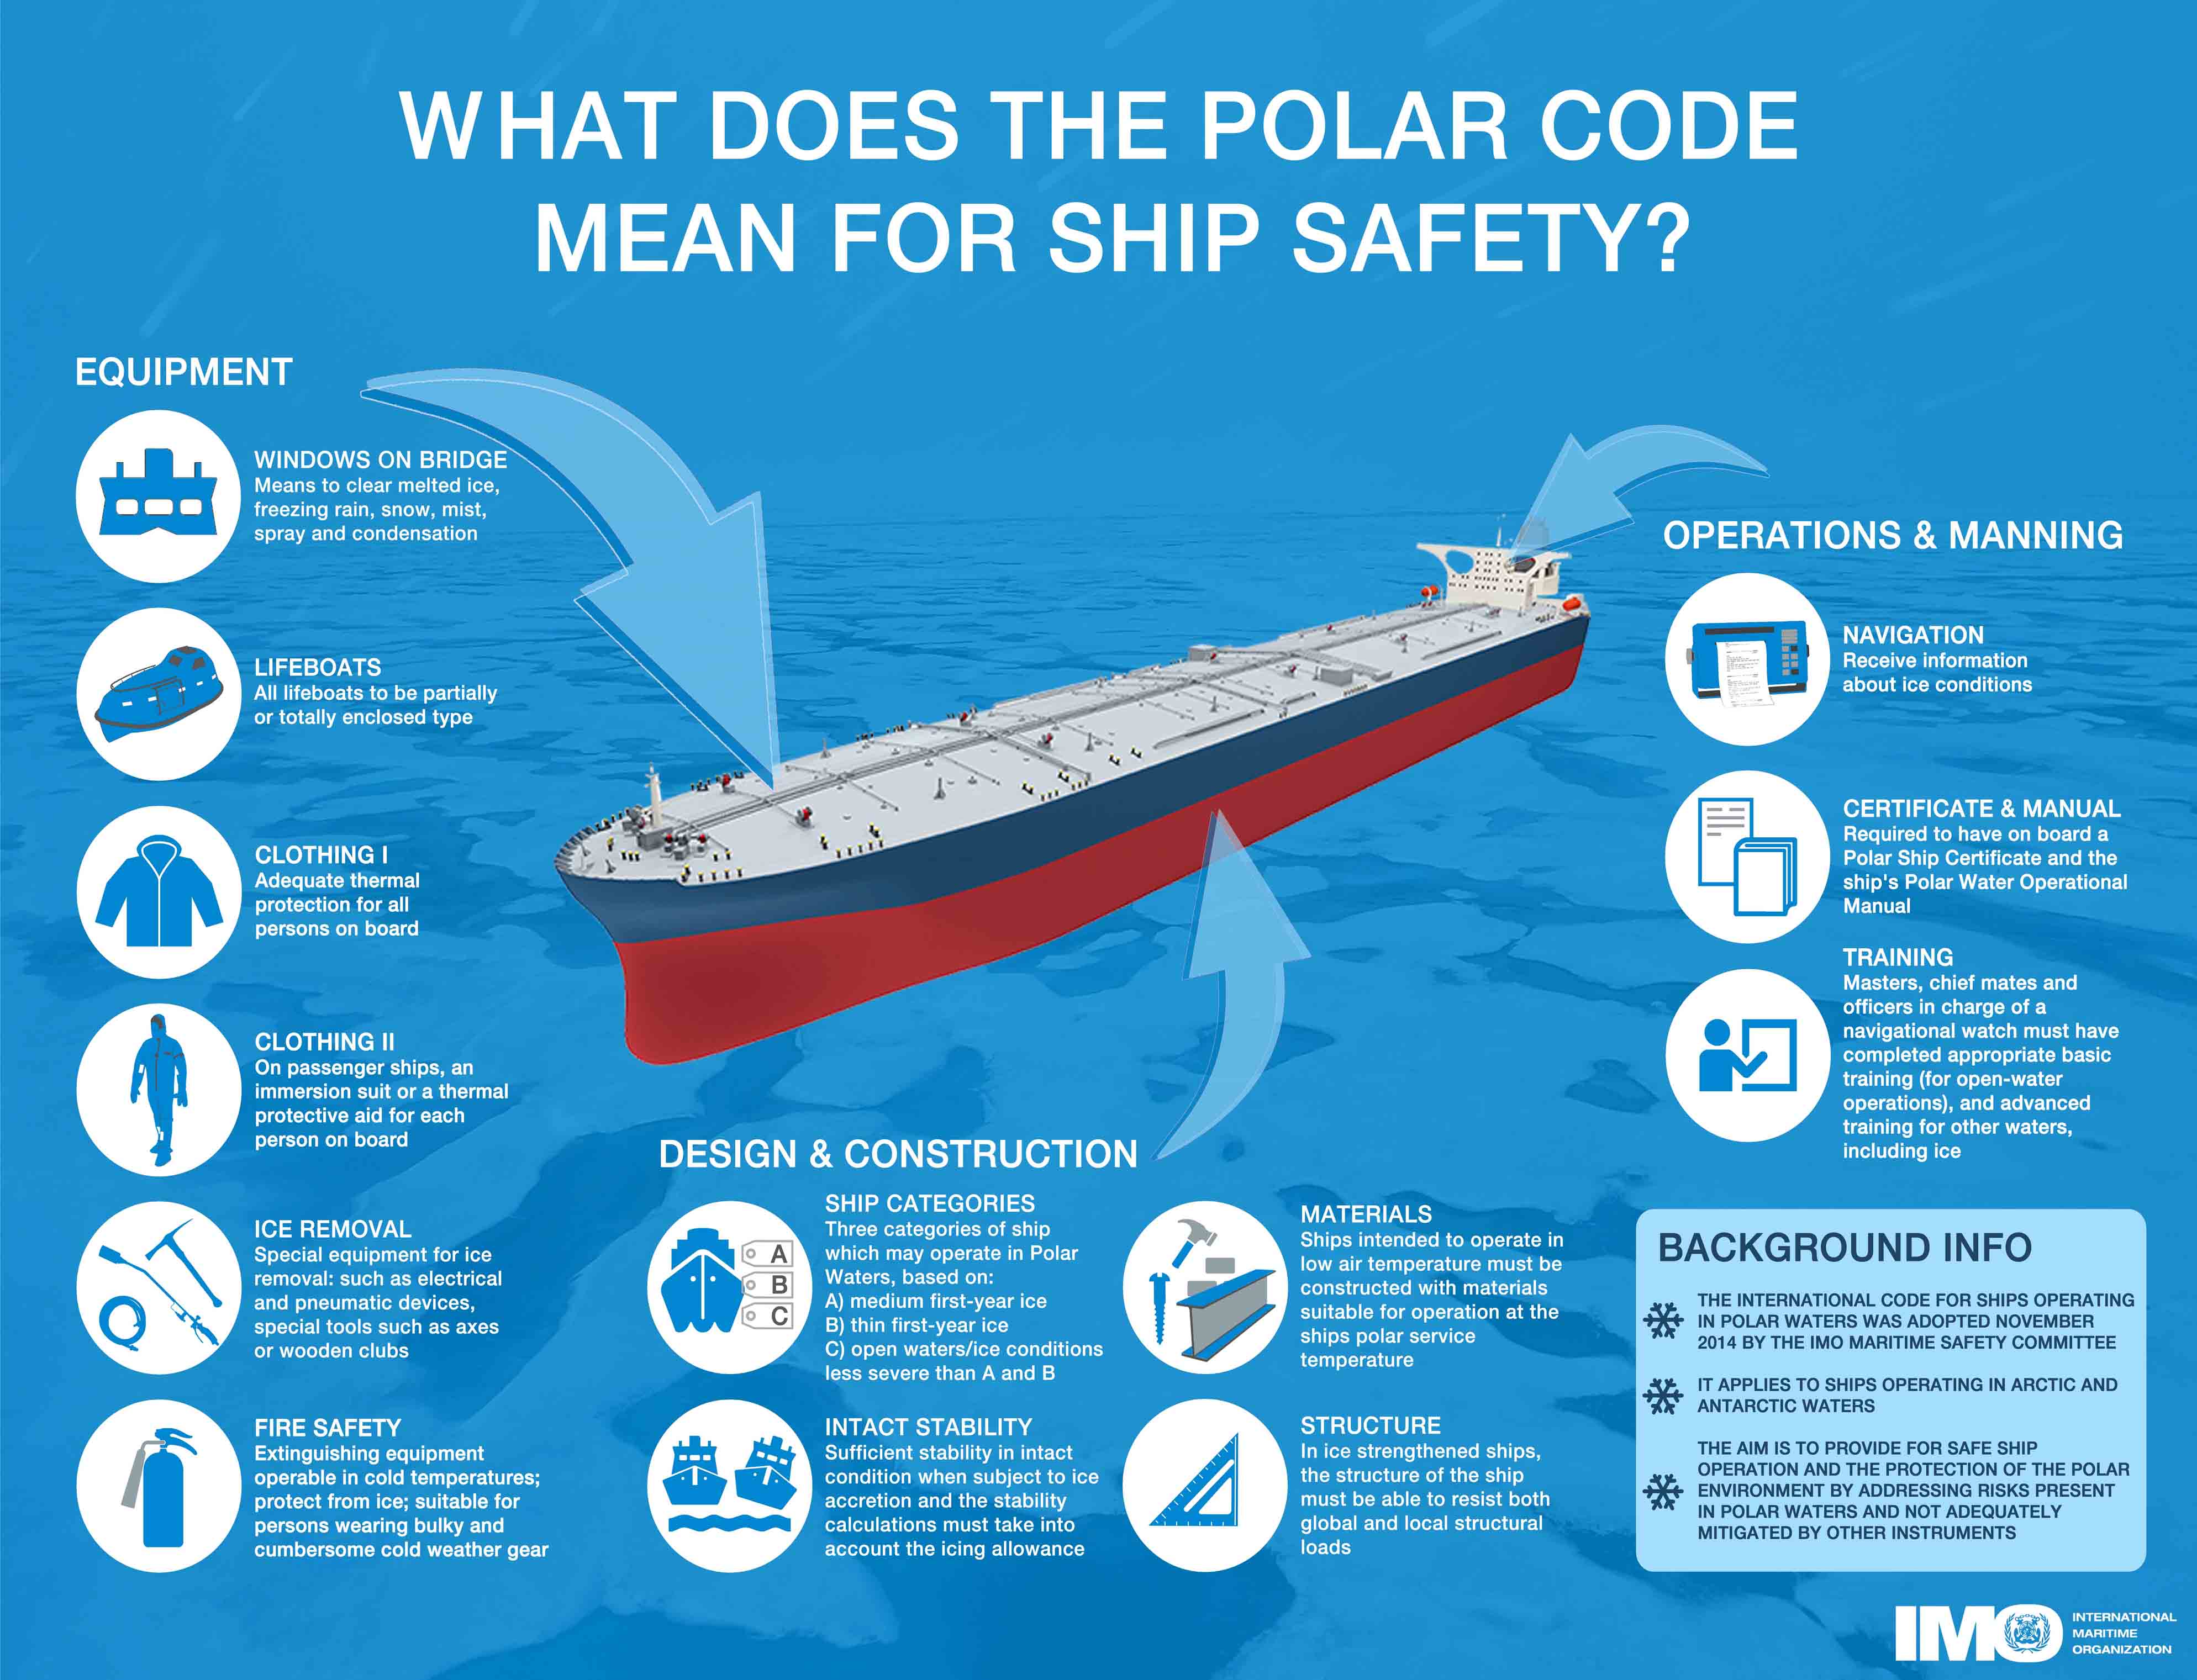 WHAT DOES THE POLAR CODE
MEAN FOR SHIP SAFETY?
EQUIPMENT
WINDOWS ON BRIDGE
Means to clear melted ice,
freezing rain, snow, mist,
spray and condensation
LIFEBOATS
All lifeboats to be partially
or totally enclosed type
CLOTHING I
Adequate thermal
protection for all
persons on board
CLOTHING II
On passenger ships, an
immersion suit or a thermal
protective aid for each
person on board
ICE REMOVAL
Special equipment for ice
removal: such as electrical
and pneumatic devices,
special tools such as axes
or wooden clubs
FIRE SAFETY
Extinguishing equipment
operable in cold temperatures;
protect from ice; suitable for
persons wearing bulky and
cumbersome cold weather gear
DESIGN & CONSTRUCTION
A
B
C
SHIP CATEGORIES
Three categories of ship
which may operate in Polar
Waters, based on:
A) medium first-year ice
B) thin first-year ice
C) open waters/ice conditions
less severe than A and B
INTACT STABILITY
Sufficient stability in intact
condition when subject to ice
accretion and the stability
calculations must take into
account the icing allowance
MATERIALS
Ships intended to operate in
low air temperature must be
constructed with materials
suitable for operation at the
ships polar service
temperature
STRUCTURE
In ice strengthened ships,
the structure of the ship
must be able to resist both
global and local structural
loads
OPERATIONS & MANNING
NAVIGATION
Receive information
about ice conditions
CERTIFICATE & MANUAL
Required to have on board a
Polar Ship Certificate and the
ship's Polar Water Operational
Manual
TRAINING
Masters, chief mates and
officers in charge of a
navigational watch must have
completed appropriate basic
training (for open-water
operations), and advanced
training for other waters,
including ice
BACKGROUND INFO
THE INTERNATIONAL CODE FOR SHIPS OPERATING
IN POLAR WATERS WAS ADOPTED NOVEMBER
2014 BY THE IMO MARITIME SAFETY COMMITTEE
IT APPLIES TO SHIPS OPERATING IN ARCTIC AND
ANTARCTIC WATERS
THE AIM IS TO PROVIDE FOR SAFE SHIP
OPERATION AND THE PROTECTION OF THE POLAR
ENVIRONMENT BY ADDRESSING RISKS PRESENT
IN POLAR WATERS AND NOT ADEQUATELY
MITIGATED BY OTHER INSTRUMENTS
IMO
INTERNATIONAL
MARITIME
ORGANIZATION